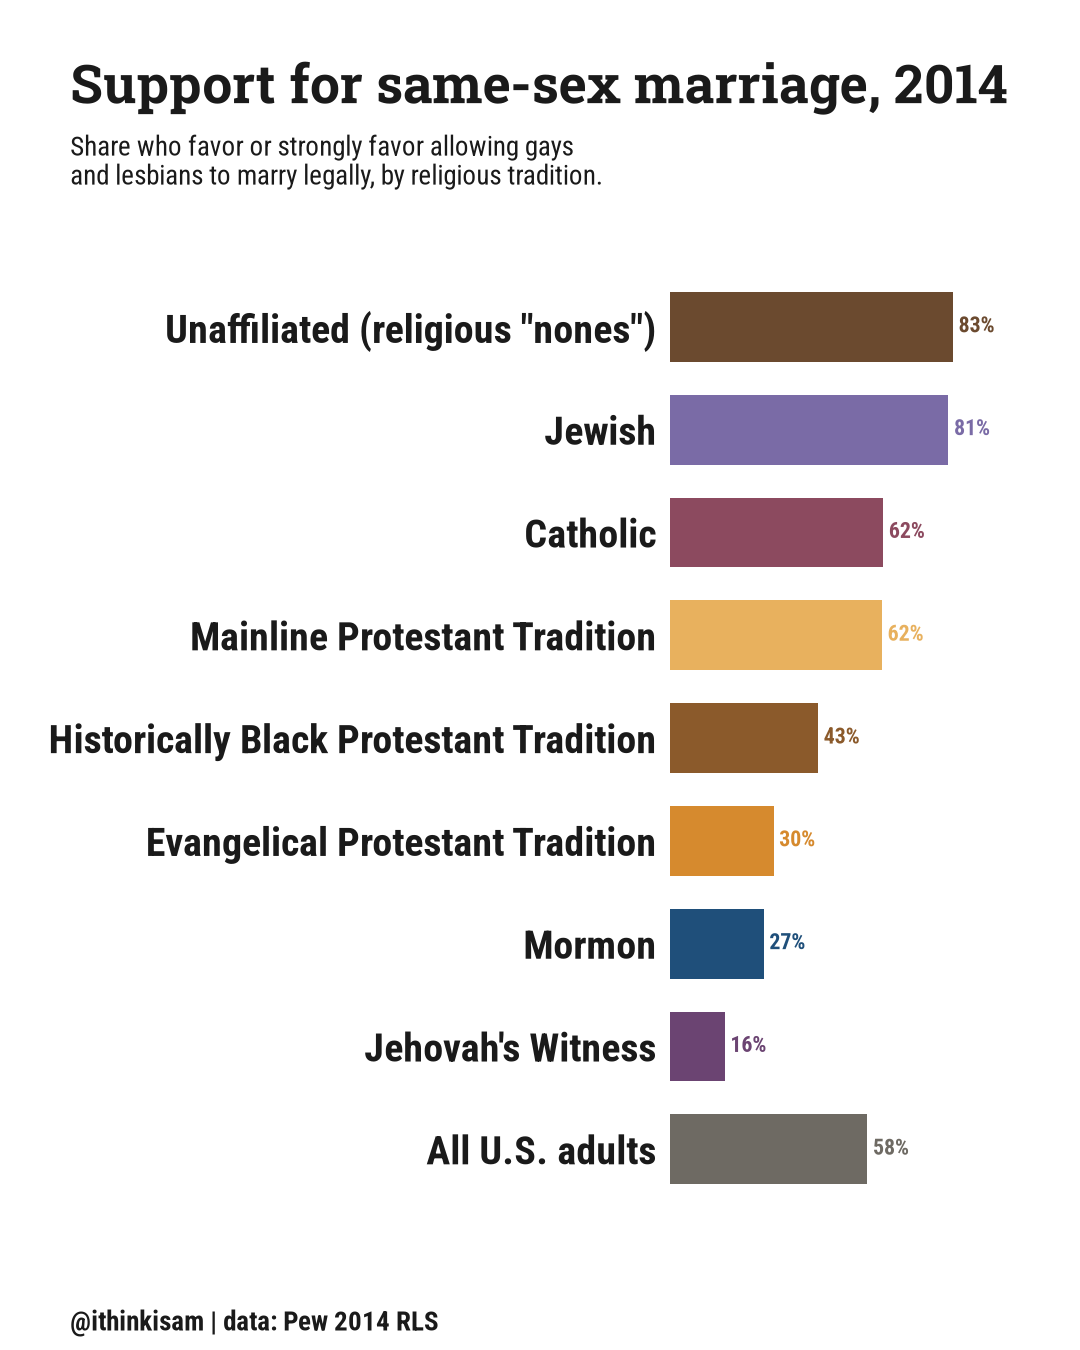 Support for same-sex marriage, 2014
Share who favor or strongly favor allowing gays
and lesbians to marry legally, by religious tradition.
Unaffiliated (religious "nones") 83%
Jewish 81%
Catholic 62%
Mainline Protestant Tradition 62%
Historically Black Protestant Tradition 43%
Evangelical Protestant Tradition 30%
Mormon 27%
Jehovah's Witness 16%
All U.S. adults 58%
@ithinkisam | data: Pew 2014 RLS